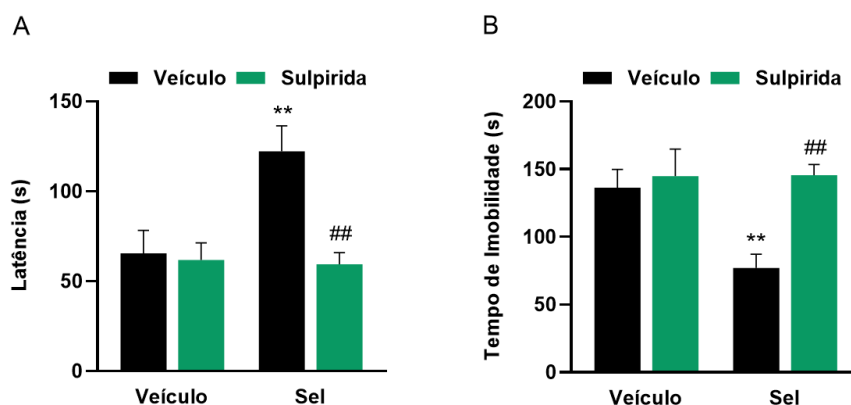 A
Veículo Sulpirida
Latência (s)
150
100
50
0
**
##
Veículo Sel
B
Veículo Sulpirida
Tempo de Imobilidade (s)
200
150
100
50
0
**
##
Veículo Sel